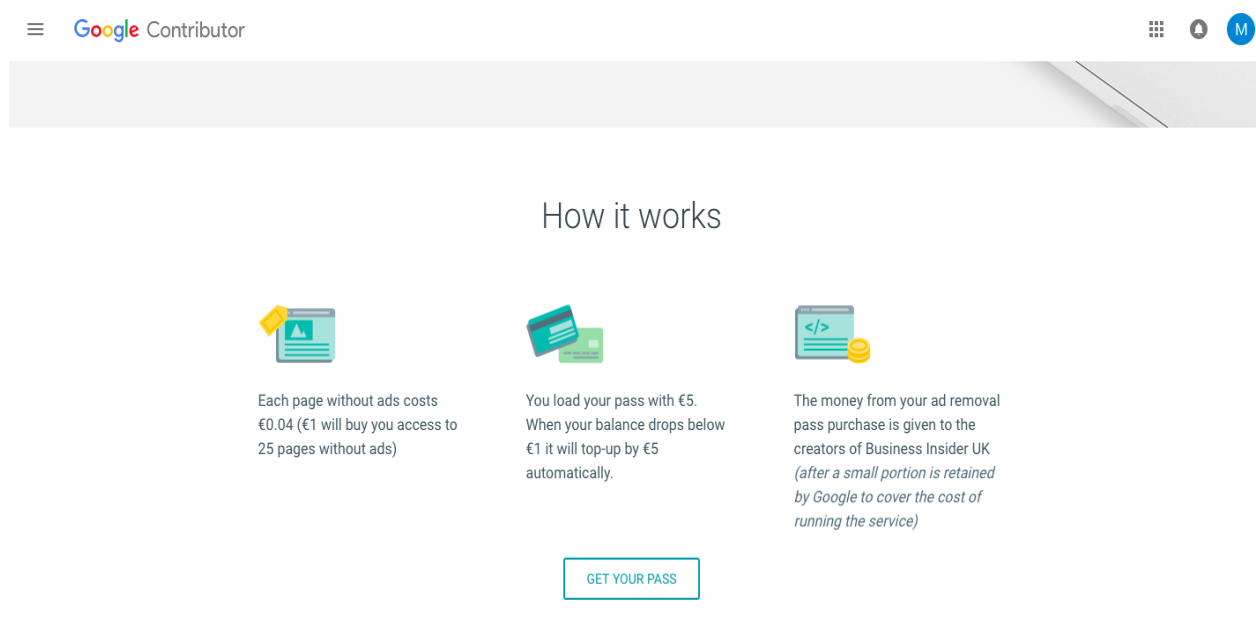 Google Contributor
M
How it works
</>
Each page without ads costs
€0.04 (€1 will buy you access to
25 pages without ads)
You load your pass with €5.
When your balance drops below
€1 it will top-up by €5
automatically.
The money from your ad removal
pass purchase is given to the
creators of Business Insider UK
(after a small portion is retained
by Google to cover the cost of
running the service)
GET YOUR PASS